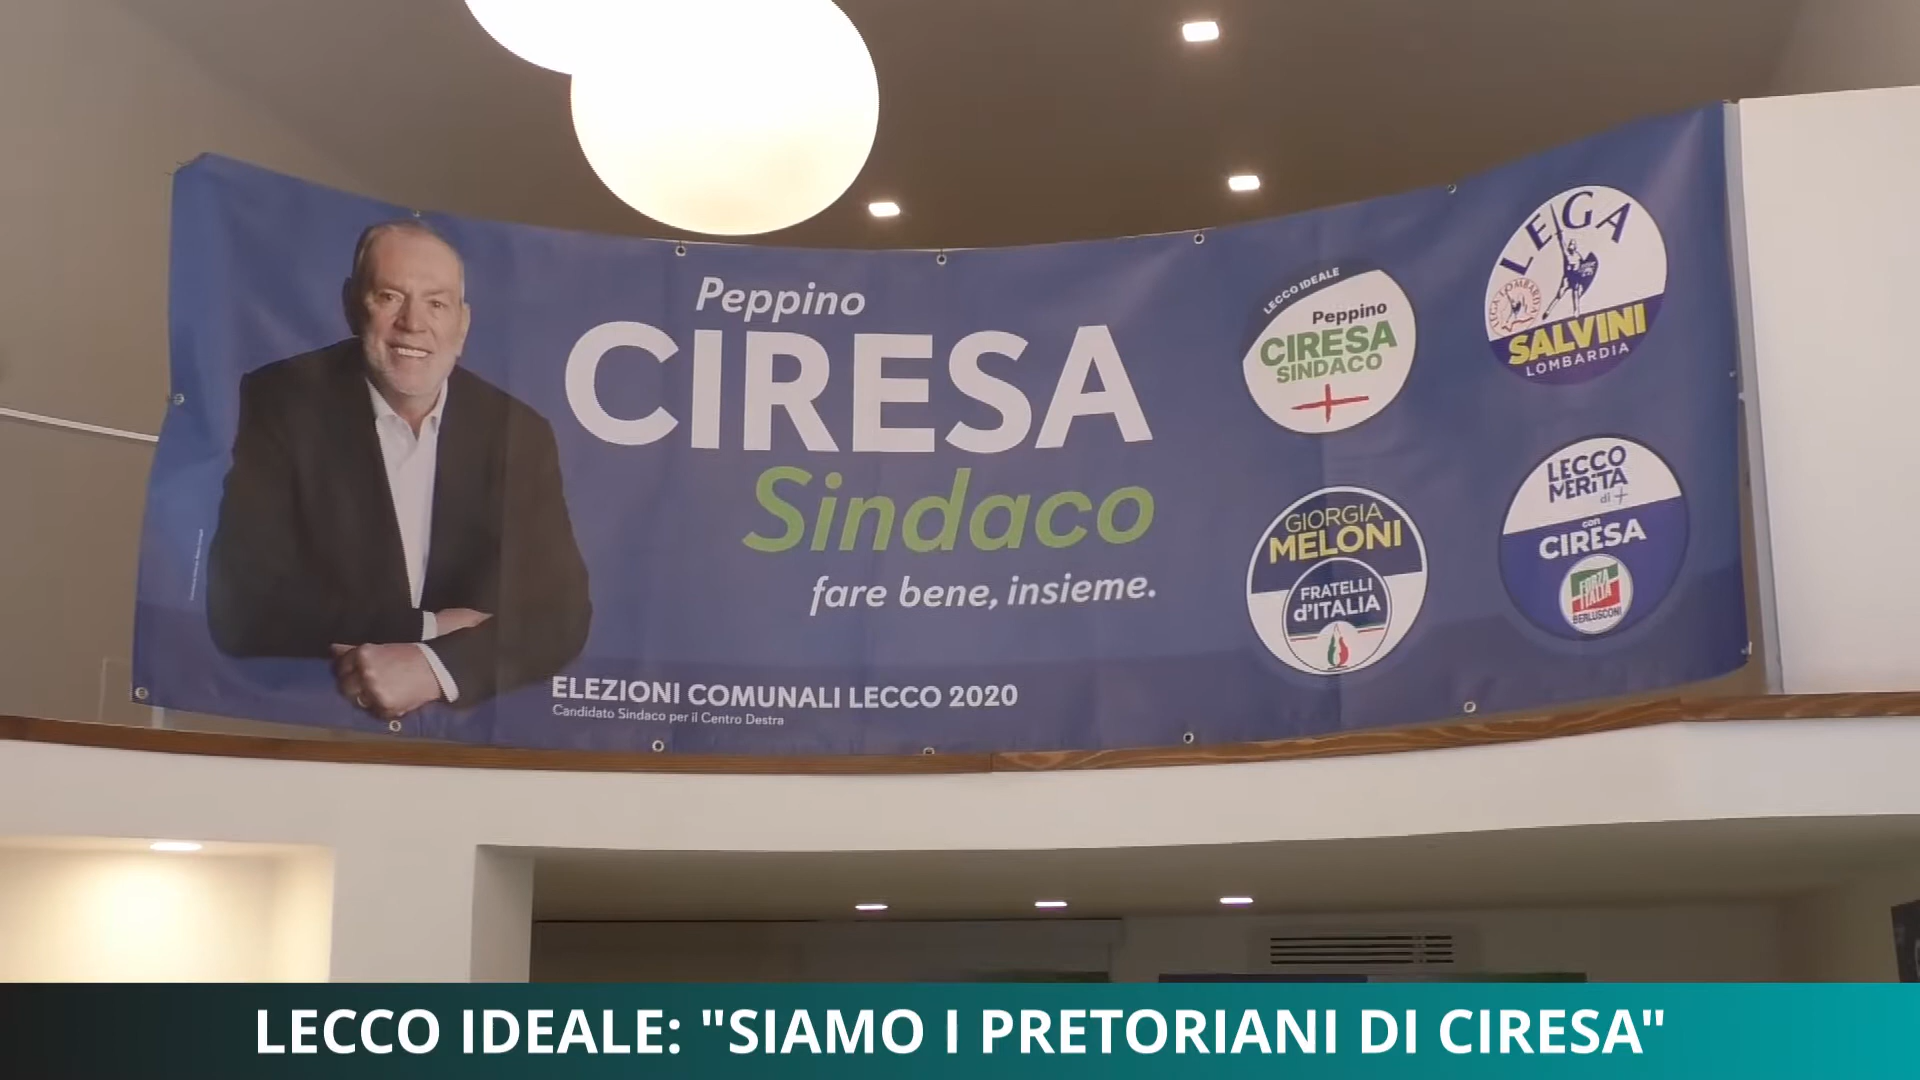 Peppino
CIRESA
Sindaco
fare bene, insieme.
ELEZIONI COMUNALI LECCO 2020
Candidato Sindaco per il Centro Destra
LECCO IDEALE
Peppino
CIRESA
SINDACO
LEGA
LEGA LOMBARDA
SALVINI
LOMBARDIA
GIORGIA
MELONI
FRATELLI
d'ITALIA
LECCO
MERiTA
di +
con
CIRESA
FORZA
ITALIA
BERLUSCONI
LECCO IDEALE: "SIAMO I PRETORIANI DI CIRESA"